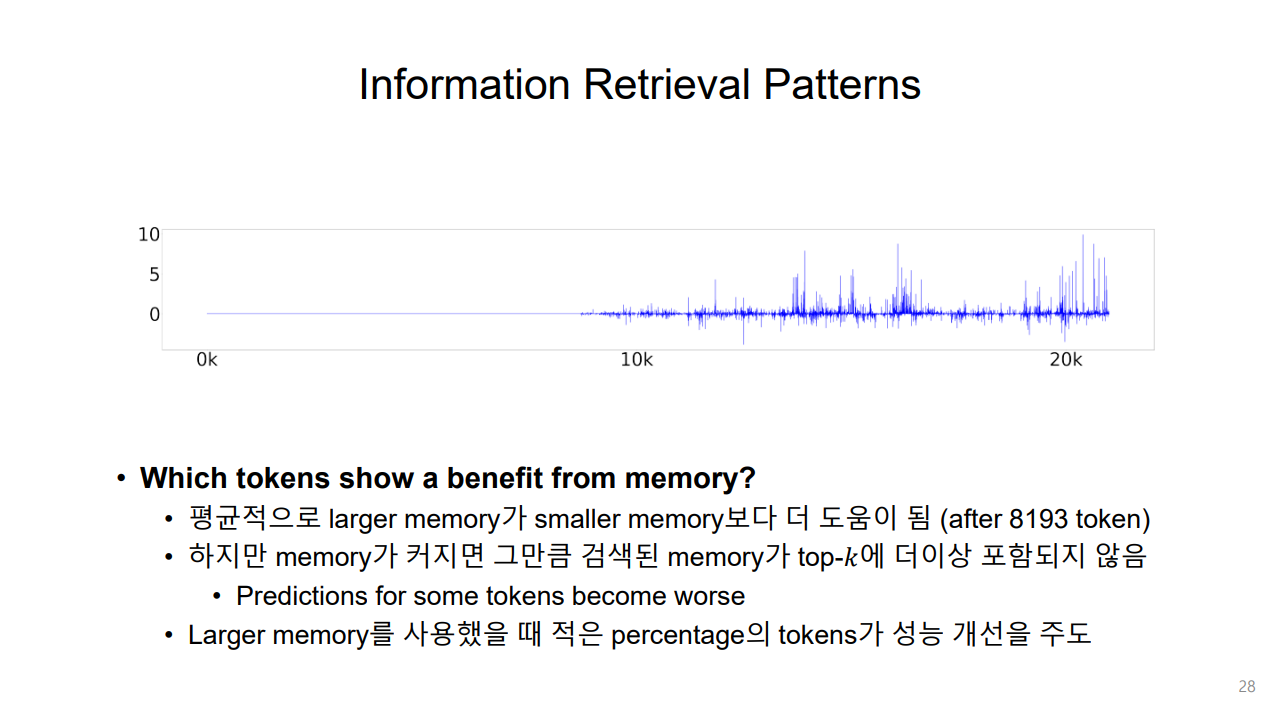 Information Retrieval Patterns
10
5
0
0k
10k
20k
• Which tokens show a benefit from memory?
• 평균적으로 larger memory가 smaller memory보다 더 도움이 됨 (after 8193 token)
• 하지만 memory가 커지면 그만큼 검색된 memory가 top-k에 더이상 포함되지 않음
• Predictions for some tokens become worse
• Larger memory를 사용했을 때 적은 percentage의 tokens가 성능 개선을 주도
28